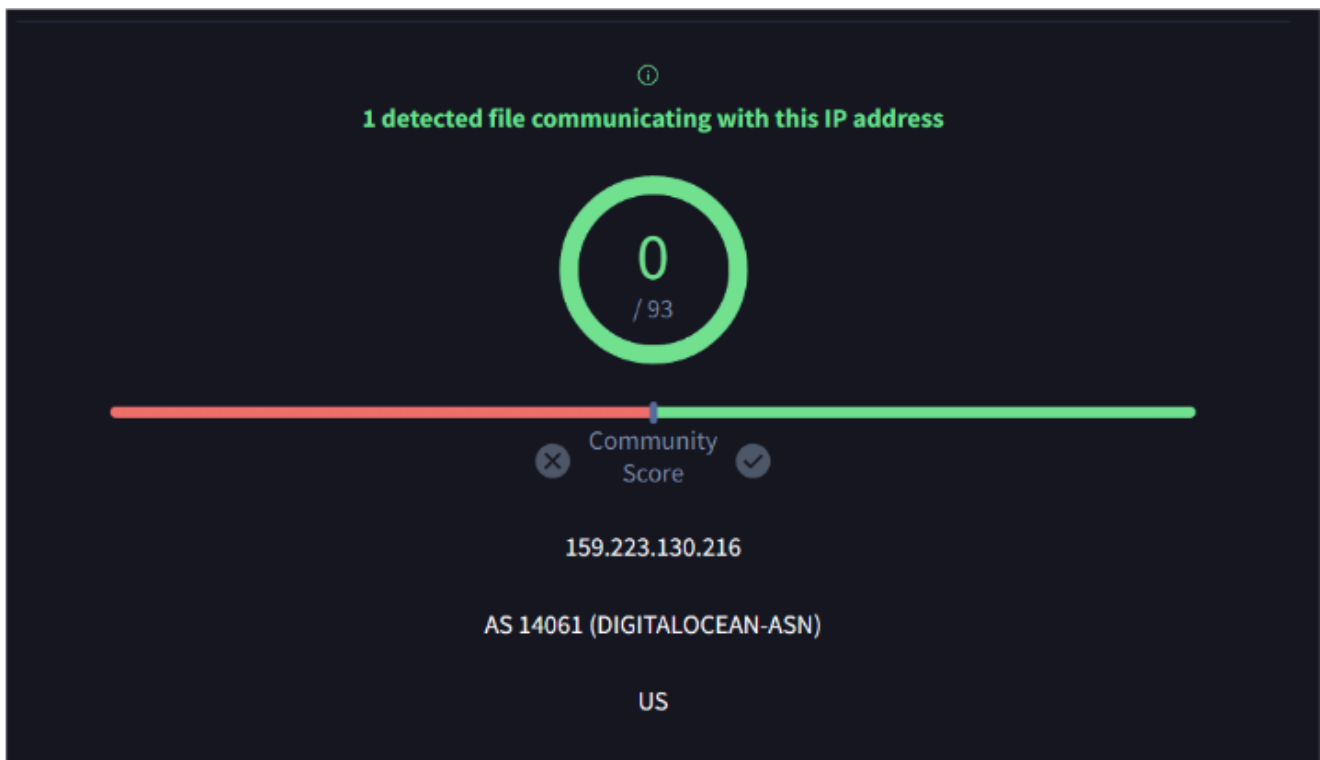 1 detected file communicating with this IP address
0
/ 93
Community
Score
159.223.130.216
AS 14061 (DIGITALOCEAN-ASN)
US